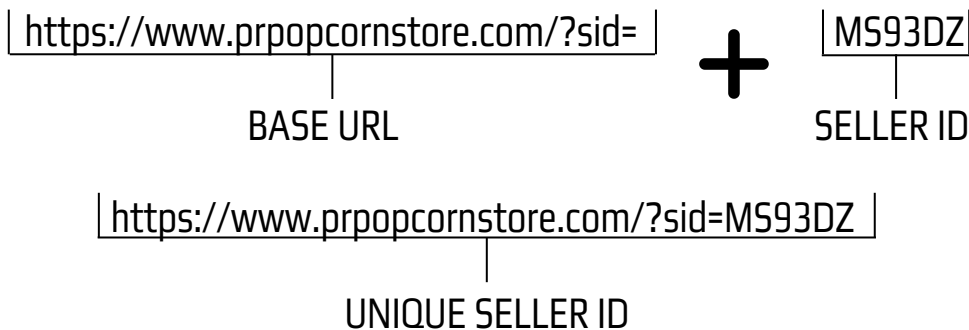 https://www.prpopcornstore.com/?sid= + MS93DZ
BASE URL SELLER ID
https://www.prpopcornstore.com/?sid=MS93DZ
UNIQUE SELLER ID